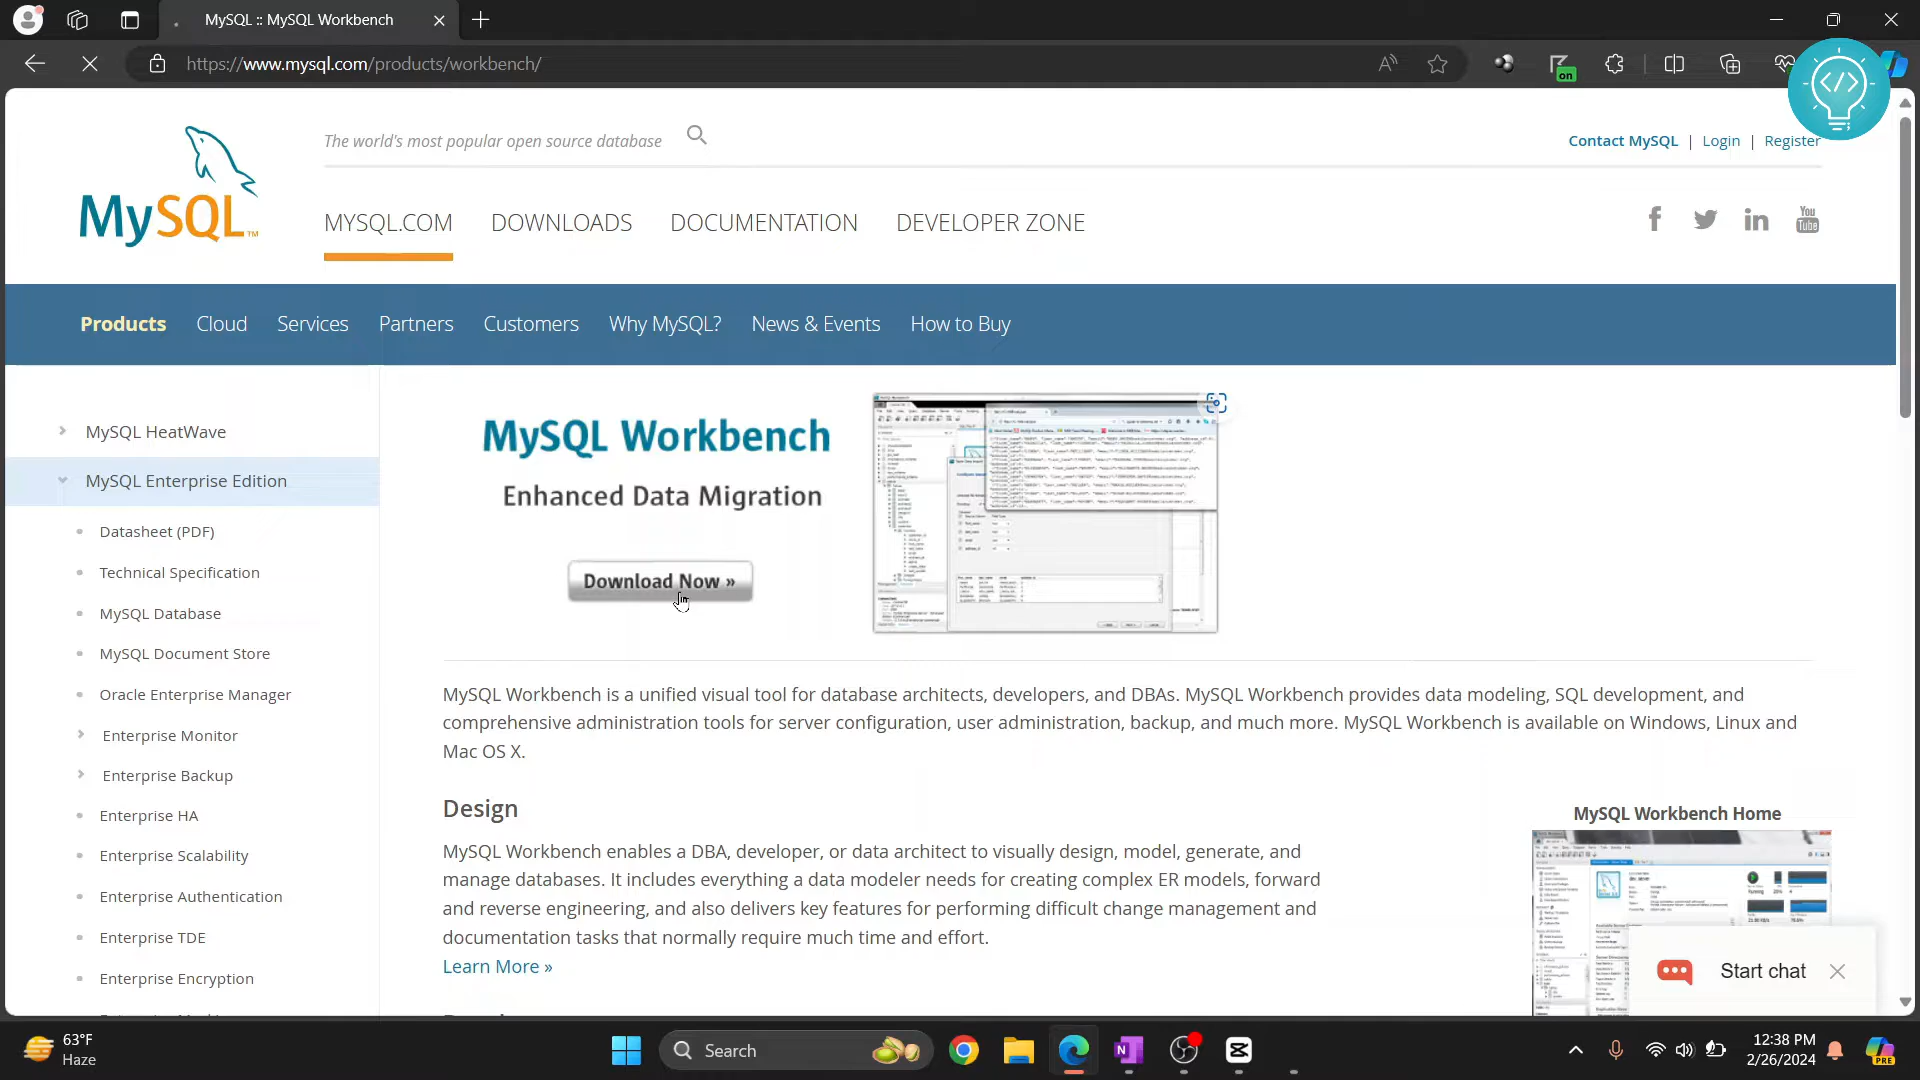 MySQL :: MySQL Workbench
https://www.mysql.com/products/workbench/
on
MySQL™
The world's most popular open source database
Contact MySQL | Login | Register
MYSQL.COM DOWNLOADS DOCUMENTATION DEVELOPER ZONE
You Tube
Products Cloud Services Partners Customers Why MySQL? News & Events How to Buy
MySQL HeatWave
MySQL Enterprise Edition
Datasheet (PDF)
Technical Specification
MySQL Database
MySQL Document Store
Oracle Enterprise Manager
Enterprise Monitor
Enterprise Backup
Enterprise HA
Enterprise Scalability
Enterprise Authentication
Enterprise TDE
Enterprise Encryption
MySQL Workbench
Enhanced Data Migration
Download Now »
MySQL Workbench is a unified visual tool for database architects, developers, and DBAs. MySQL Workbench provides data modeling, SQL development, and
comprehensive administration tools for server configuration, user administration, backup, and much more. MySQL Workbench is available on Windows, Linux and
Mac OS X.
Design
MySQL Workbench enables a DBA, developer, or data architect to visually design, model, generate, and
manage databases. It includes everything a data modeler needs for creating complex ER models, forward
and reverse engineering, and also delivers key features for performing difficult change management and
documentation tasks that normally require much time and effort.
Learn More »
MySQL Workbench Home
Start chat
63°F
Haze
Search
12:38 PM
2/26/2024
PRE